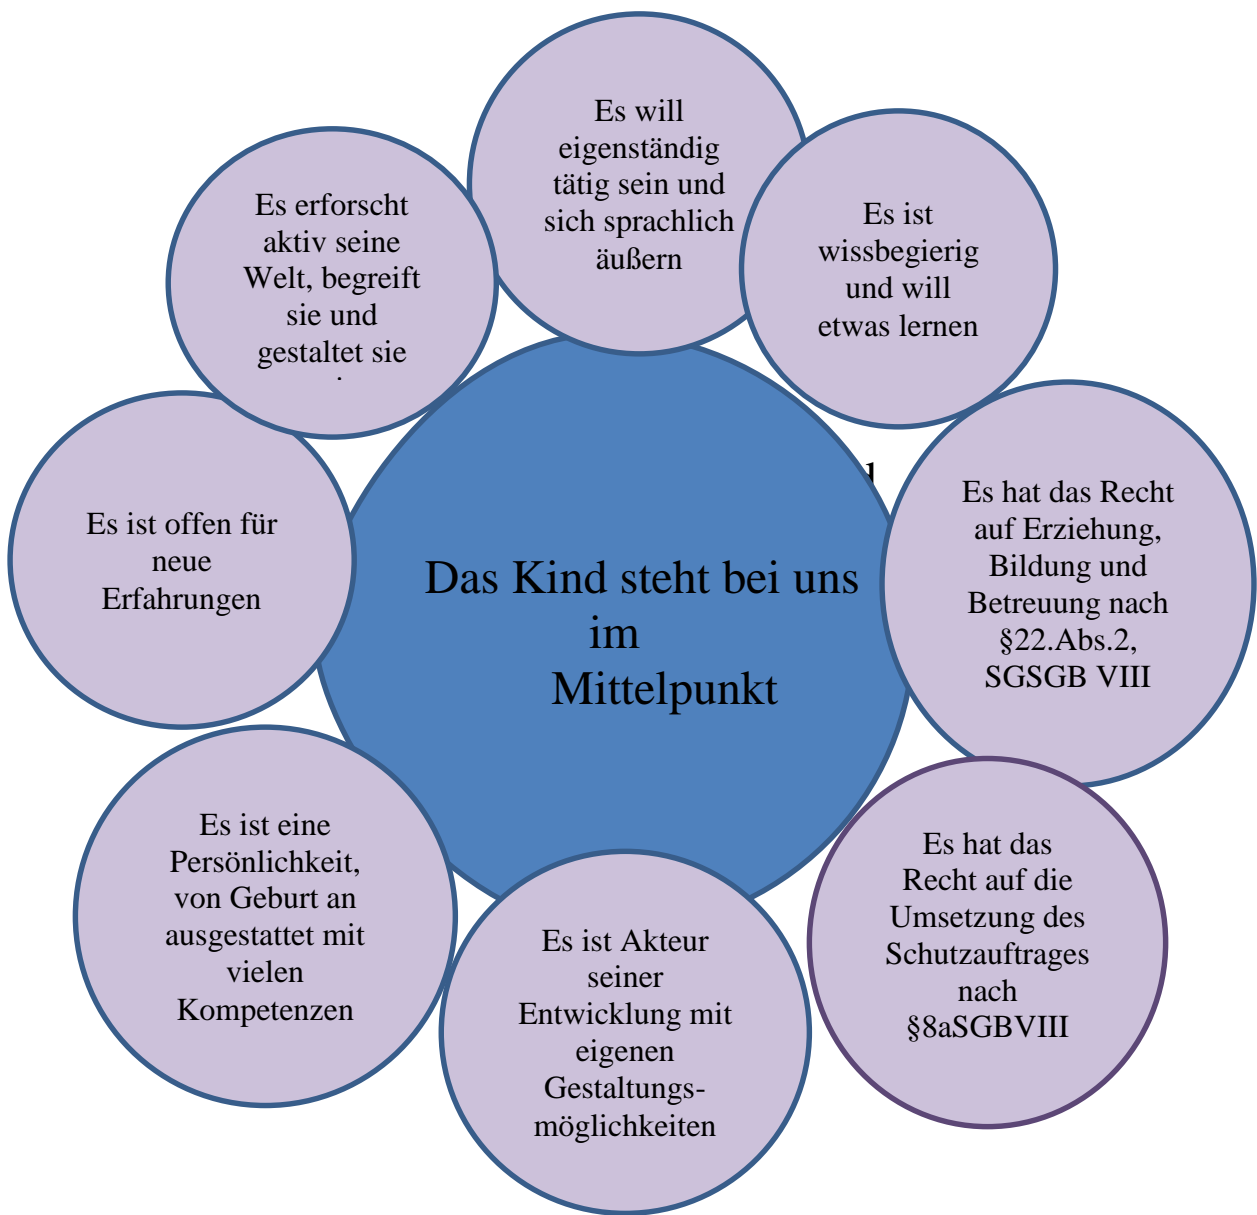 Es will
eigenständig
tätig sein und
sich sprachlich
äußern
Es ist
wissbegierig
und will
etwas lernen
Es erforscht
aktiv seine
Welt, begreift
sie und
gestaltet sie
Es hat das Recht
auf Erziehung,
Bildung und
Betreuung nach
§22.Abs.2,
SGSGB VIII
Es ist offen für
neue
Erfahrungen
Das Kind steht bei uns
im
Mittelpunkt
Es hat das
Recht auf die
Umsetzung des
Schutzauftrages
nach
§8aSGBVIII
Es ist eine
Persönlichkeit,
von Geburt an
ausgestattet mit
vielen
Kompetenzen
Es ist Akteur
seiner
Entwicklung mit
eigenen
Gestaltungs-
möglichkeiten